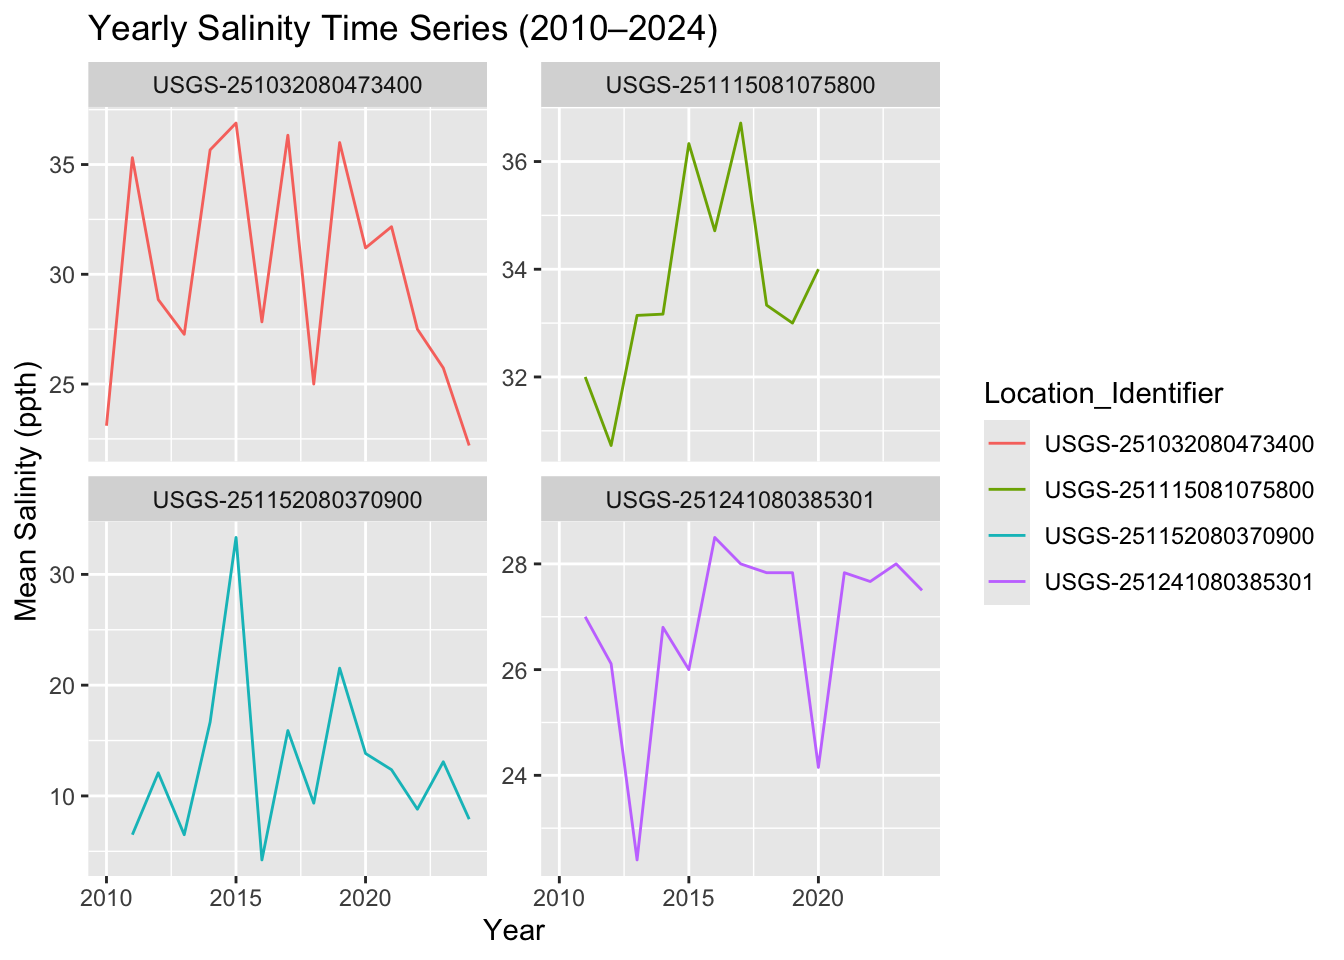 Yearly Salinity Time Series (2010–2024)
USGS-251032080473400
USGS-251115081075800
35
30
25
36
34
32
USGS-251152080370900
USGS-251241080385301
30
20
10
28
26
24
2010 2015 2020
2010 2015 2020
Year
Mean Salinity (ppth)
Location_Identifier
USGS-251032080473400
USGS-251115081075800
USGS-251152080370900
USGS-251241080385301